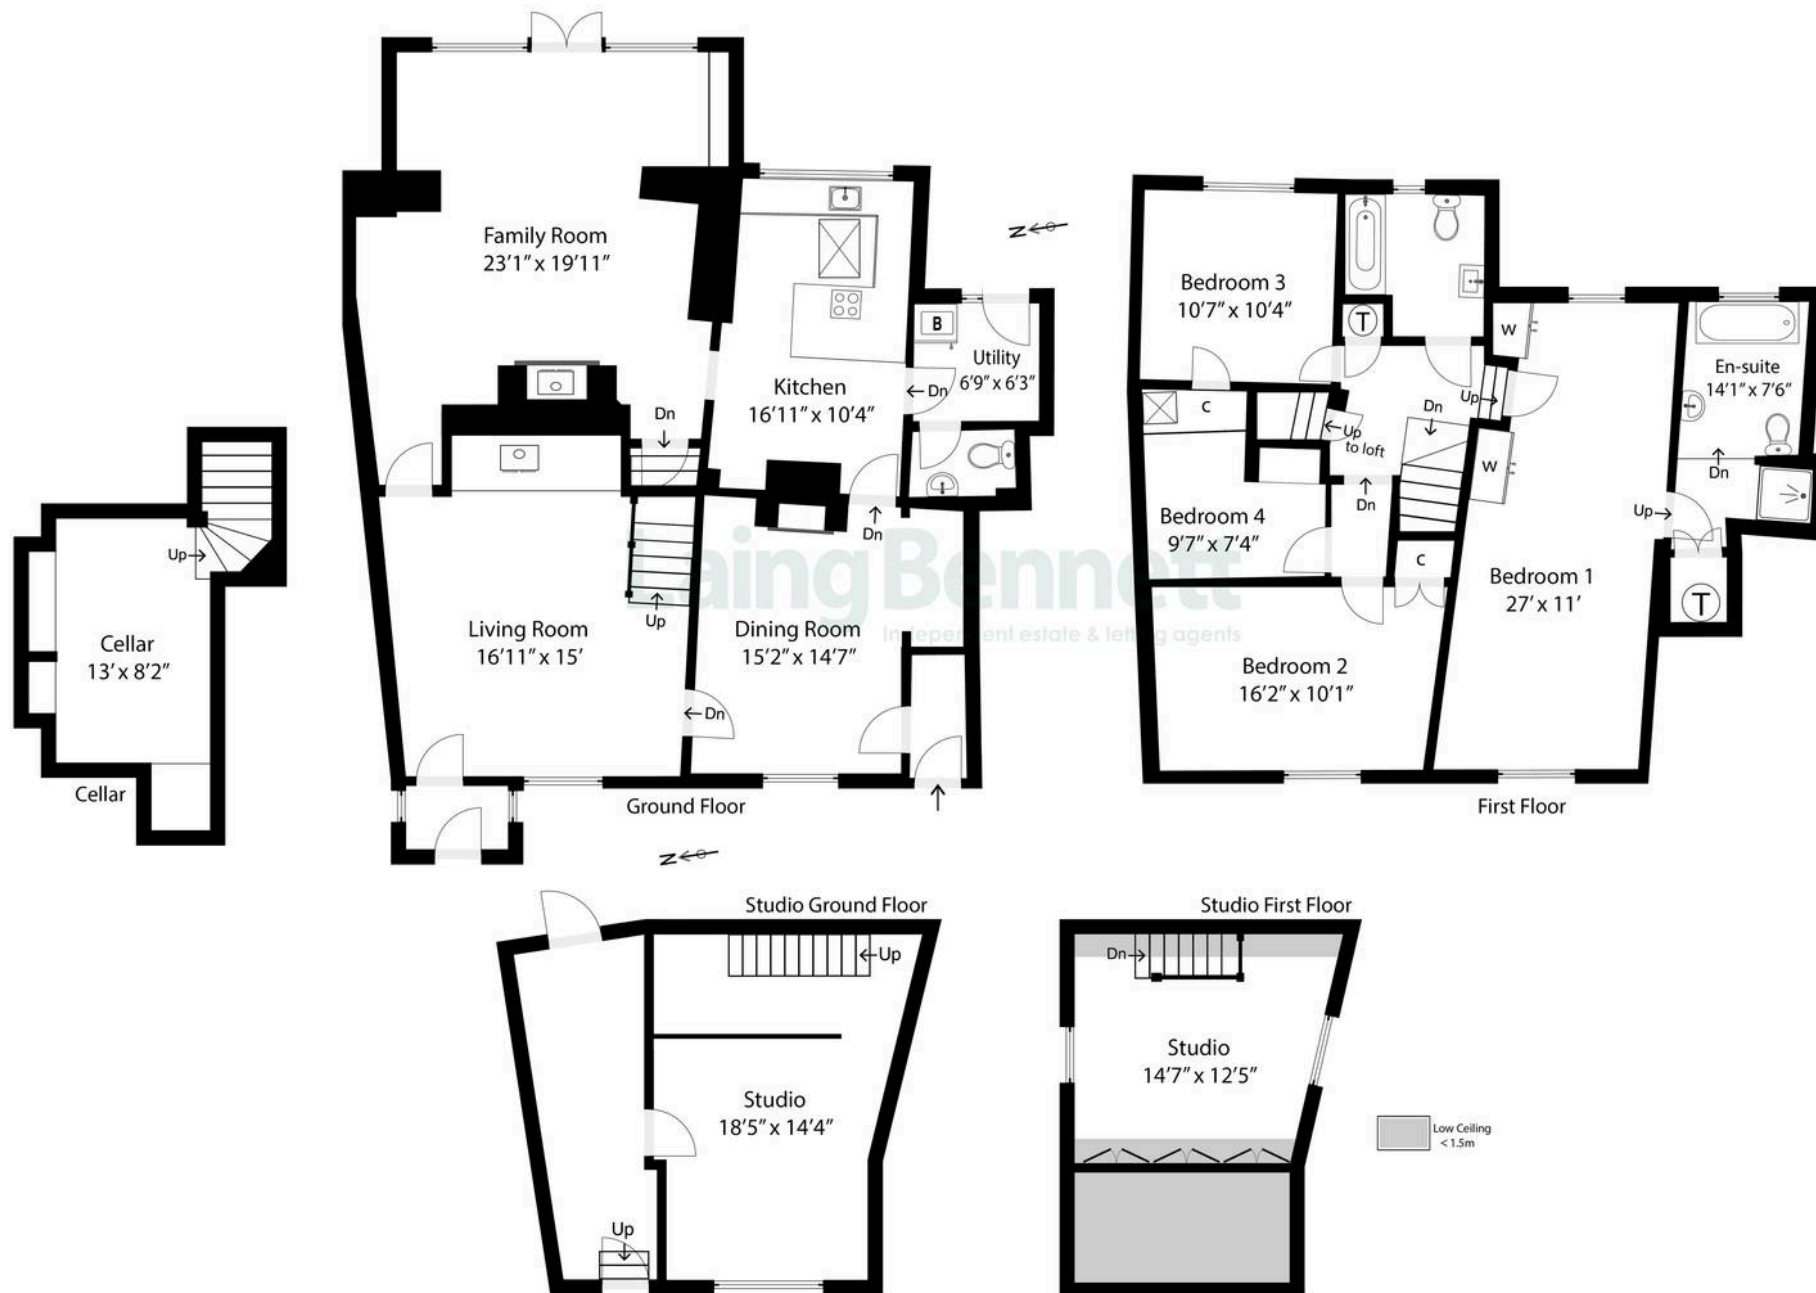 Family Room
23'1" x 19'11"
Kitchen
16'11" x 10'4"
B
Utility
6'9" x 6'3"
Dn
Dn
Dn
Living Room
16'11" x 15'
Up
Dining Room
15'2" x 14'7"
Dn
Ground Floor
N
N
Up
Cellar
13' x 8'2"
Cellar
Bedroom 3
10'7" x 10'4"
T
W
En-suite
14'1" x 7'6"
Up
Dn
C
Up
to loft
W
Dn
Dn
Up
Bedroom 4
9'7" x 7'4"
C
Bedroom 1
27' x 11'
T
Bedroom 2
16'2" x 10'1"
First Floor
Laing Bennett
Independent estate & letting agents
Studio Ground Floor
Up
Studio
18'5" x 14'4"
Up
Studio First Floor
Dn
Studio
14'7" x 12'5"
Low Ceiling
< 1.5m